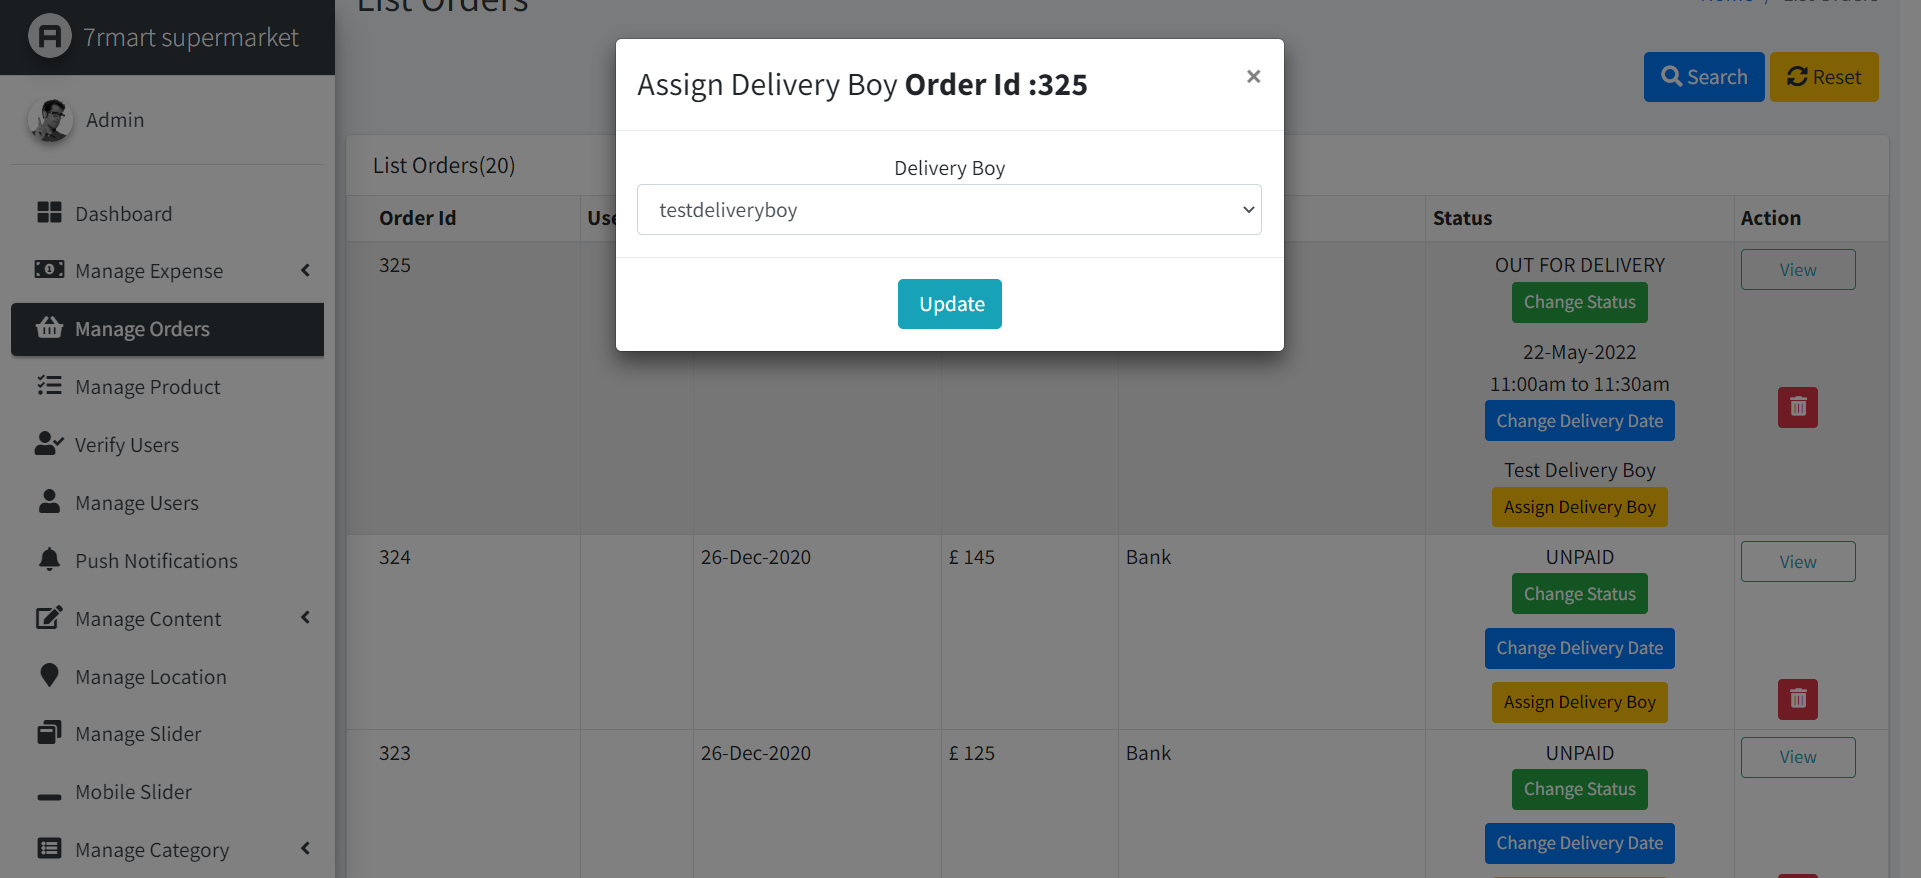 7rmart supermarket
Admin
Dashboard
Manage Expense
Manage Orders
Manage Product
Verify Users
Manage Users
Push Notifications
Manage Content
Manage Location
Manage Slider
Mobile Slider
Manage Category
List Orders
Home / List Orders
Search
Reset
Assign Delivery Boy Order Id :325
×
Delivery Boy
testdeliveryboy
Update
List Orders(20)
Order Id
Status
Action
325
OUT FOR DELIVERY
Change Status
22-May-2022
11:00am to 11:30am
Change Delivery Date
Test Delivery Boy
Assign Delivery Boy
View
324
26-Dec-2020
£ 145
Bank
UNPAID
Change Status
Change Delivery Date
Assign Delivery Boy
View
323
26-Dec-2020
£ 125
Bank
UNPAID
Change Status
Change Delivery Date
View